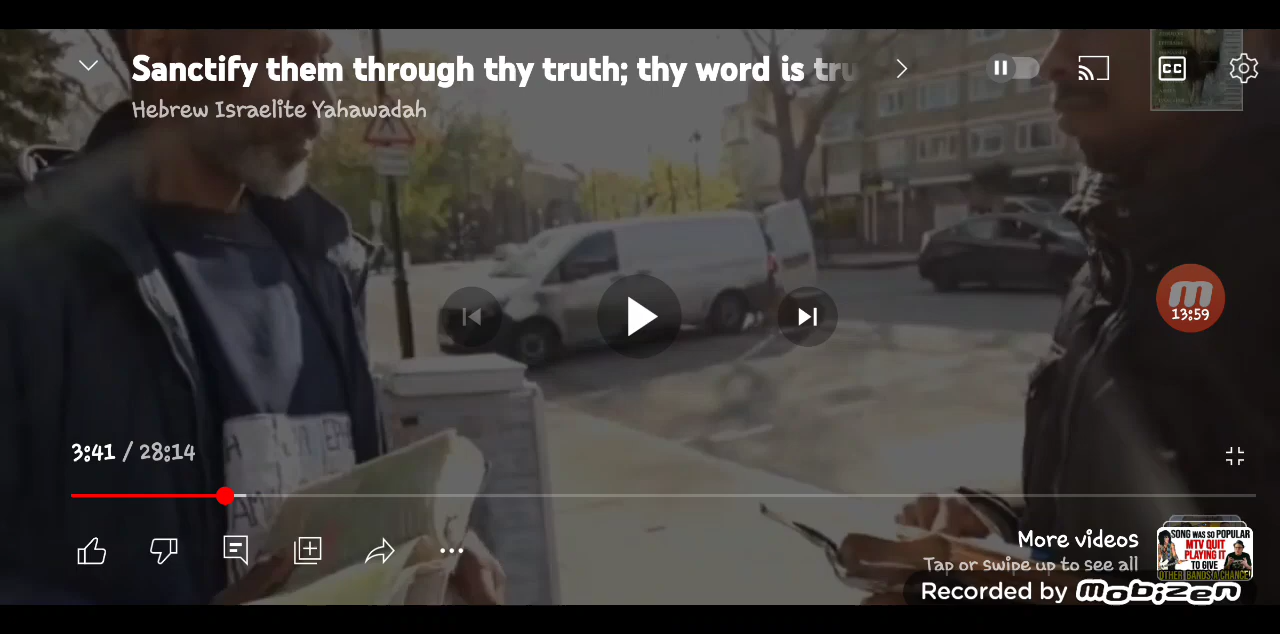 Sanctify them through thy truth; thy word is tru
Hebrew Israelite Yahawadah
CC
13:59
3:41 / 28:14
More videos
Tap or swipe up to see all
SONG WAS SO POPULAR
MTV QUIT
PLAYING IT
TO GIVE
OTHER BANDS A CHANCE!
Recorded by mobizen